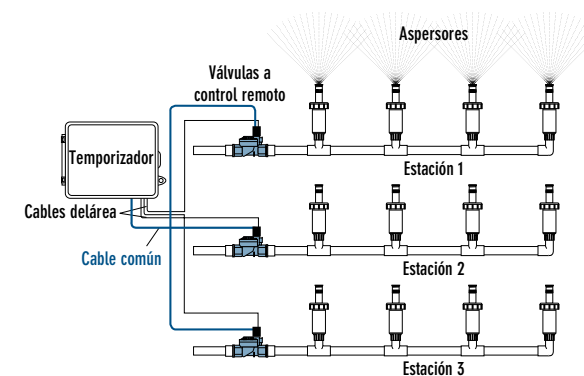 Aspersores
Válvulas a
control remoto
Temporizador
Estación 1
Cables delárea
Cable común
Estación 2
Estación 3